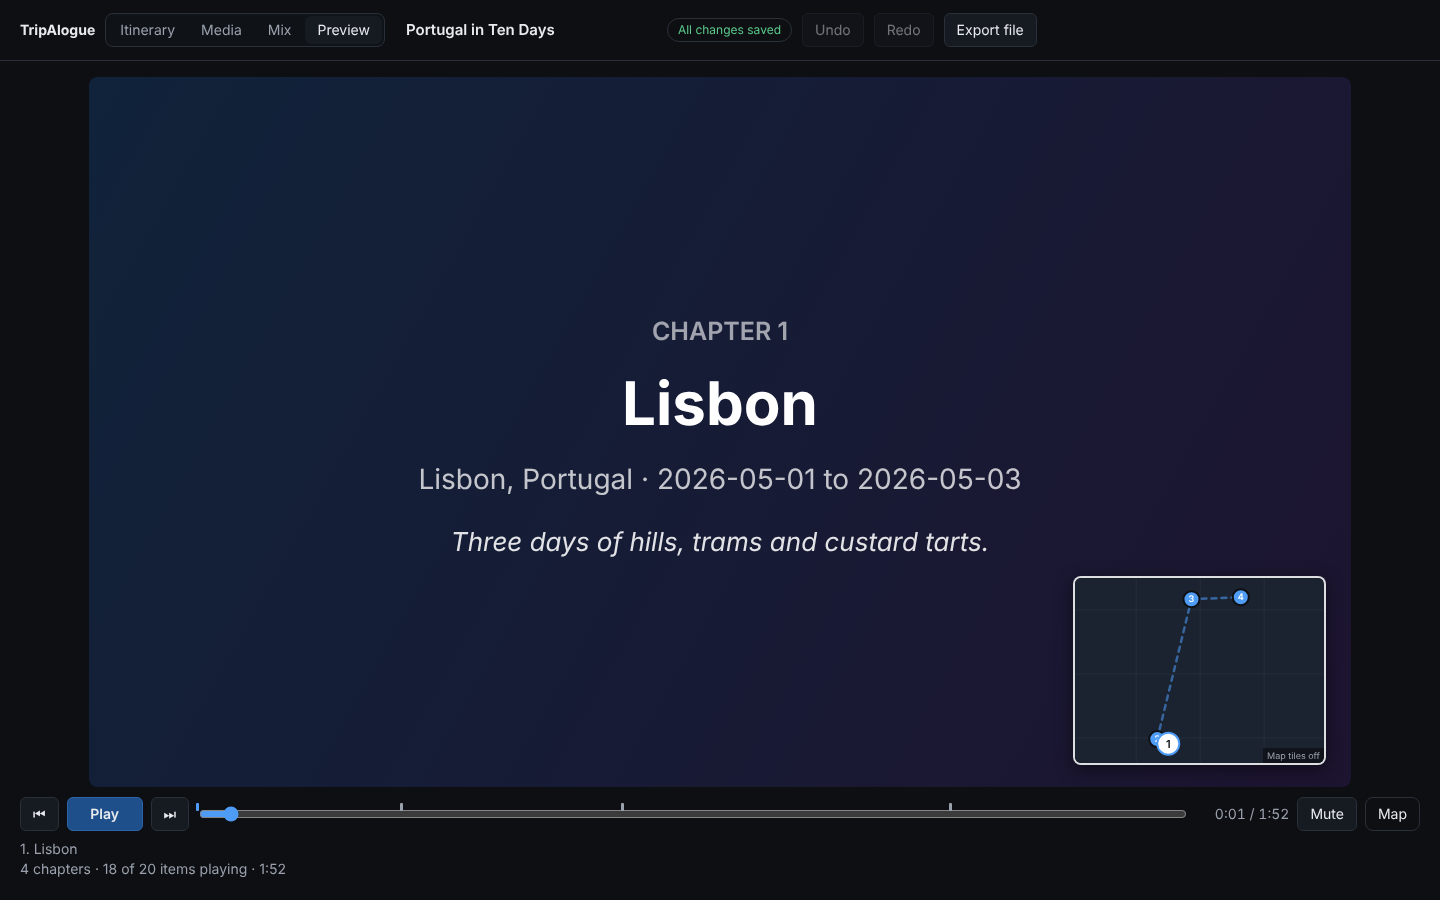 TripAlogue
Itinerary
Media
Mix
Preview
Portugal in Ten Days
All changes saved
Undo
Redo
Export file
CHAPTER 1
Lisbon
Lisbon, Portugal · 2026-05-01 to 2026-05-03
Three days of hills, trams and custard tarts.
3
4
1
Map tiles off
Play
0:01 / 1:52
Mute
Map
1. Lisbon
4 chapters · 18 of 20 items playing · 1:52